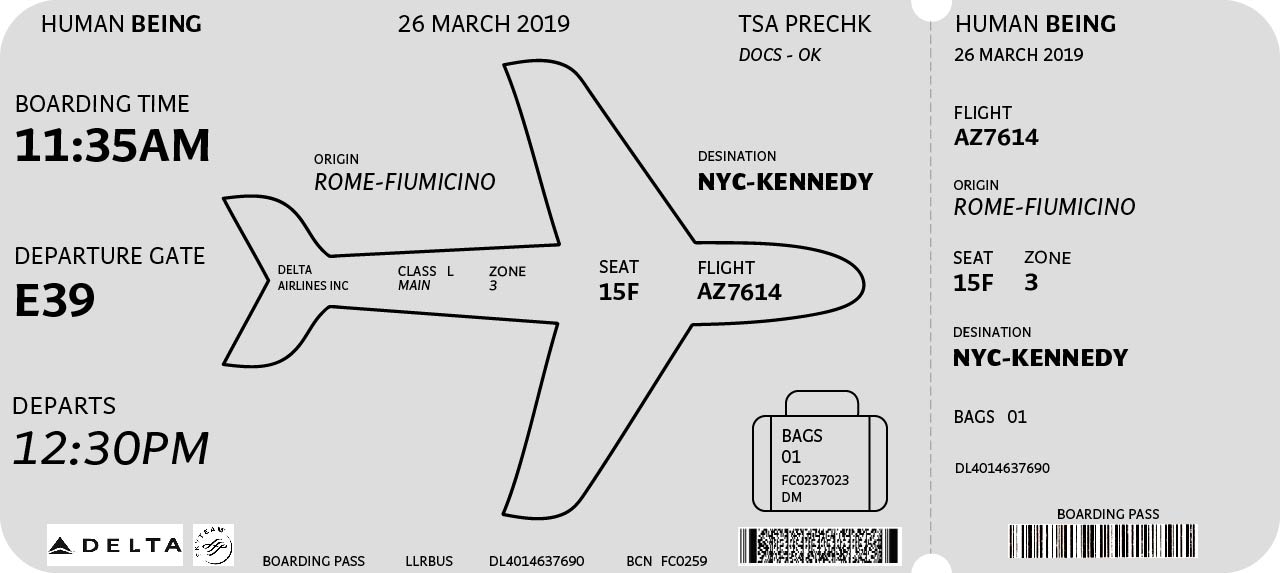 HUMAN BEING
26 MARCH 2019
TSA PRECHK
DOCS - OK
BOARDING TIME
11:35AM
ORIGIN
ROME-FIUMICINO
DESINATION
NYC-KENNEDY
DEPARTURE GATE
E39
DELTA
AIRLINES INC
CLASS L
MAIN
ZONE
3
SEAT
15F
FLIGHT
AZ7614
DEPARTS
12:30PM
BAGS
01
FC0237023
DM
DELTA
SKYTEAM
BOARDING PASS LLRBUS DL4014637690 BCN FC0259
HUMAN BEING
26 MARCH 2019
FLIGHT
AZ7614
ORIGIN
ROME-FIUMICINO
SEAT ZONE
15F 3
DESINATION
NYC-KENNEDY
BAGS 01
DL4014637690
BOARDING PASS